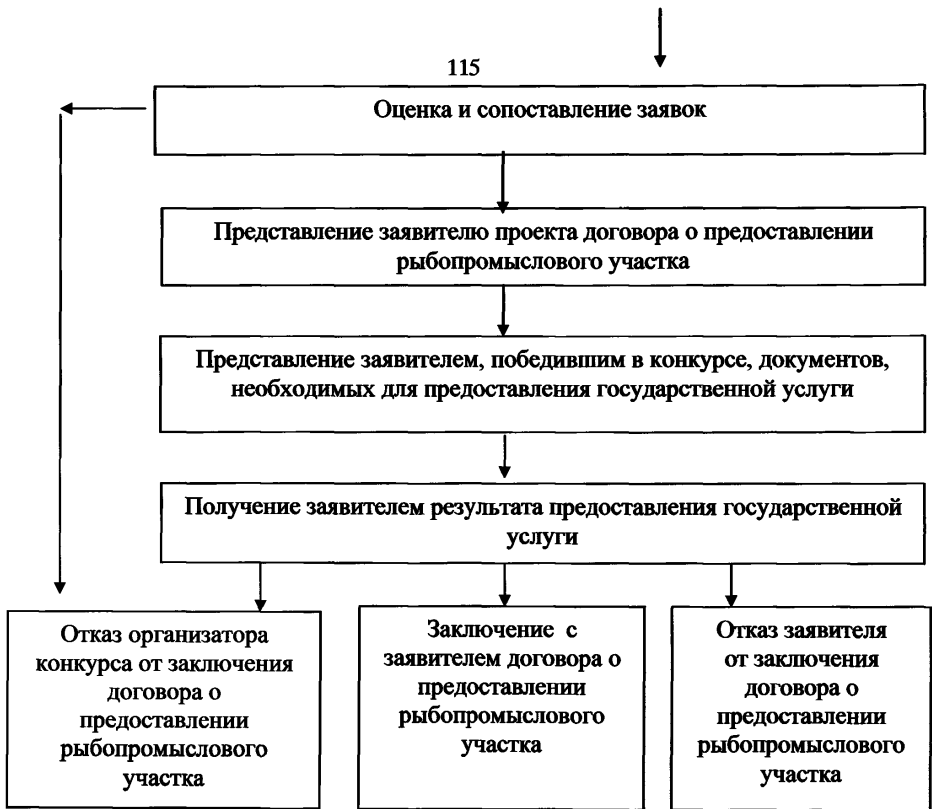 115
Оценка и сопоставление заявок
Представление заявителю проекта договора о предоставлении
рыбопромыслового участка
Представление заявителем, победившим в конкурсе, документов,
необходимых для предоставления государственной услуги
Получение заявителем результата предоставления государственной
услуги
Отказ организатора
конкурса от заключения
договора о
предоставлении
рыбопромыслового
участка
Заключение с
заявителем договора о
предоставлении
рыбопромыслового
участка
Отказ заявителя
от заключения
договора о
предоставлении
рыбопромыслового
участка